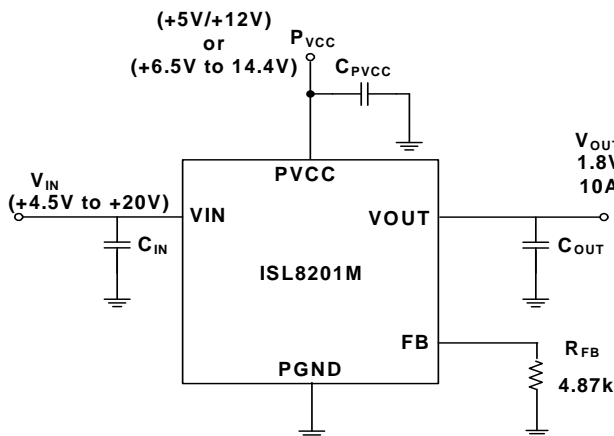 (+5V/+12V)
or
(+6.5V to 14.4V)
PVCC
CPVCC
PVCC
VIN
(+4.5V to +20V)
VIN
CIN
ISL8201M
VOUT
VOUT
1.8V
10A
COUT
FB
RFB
4.87k
PGND